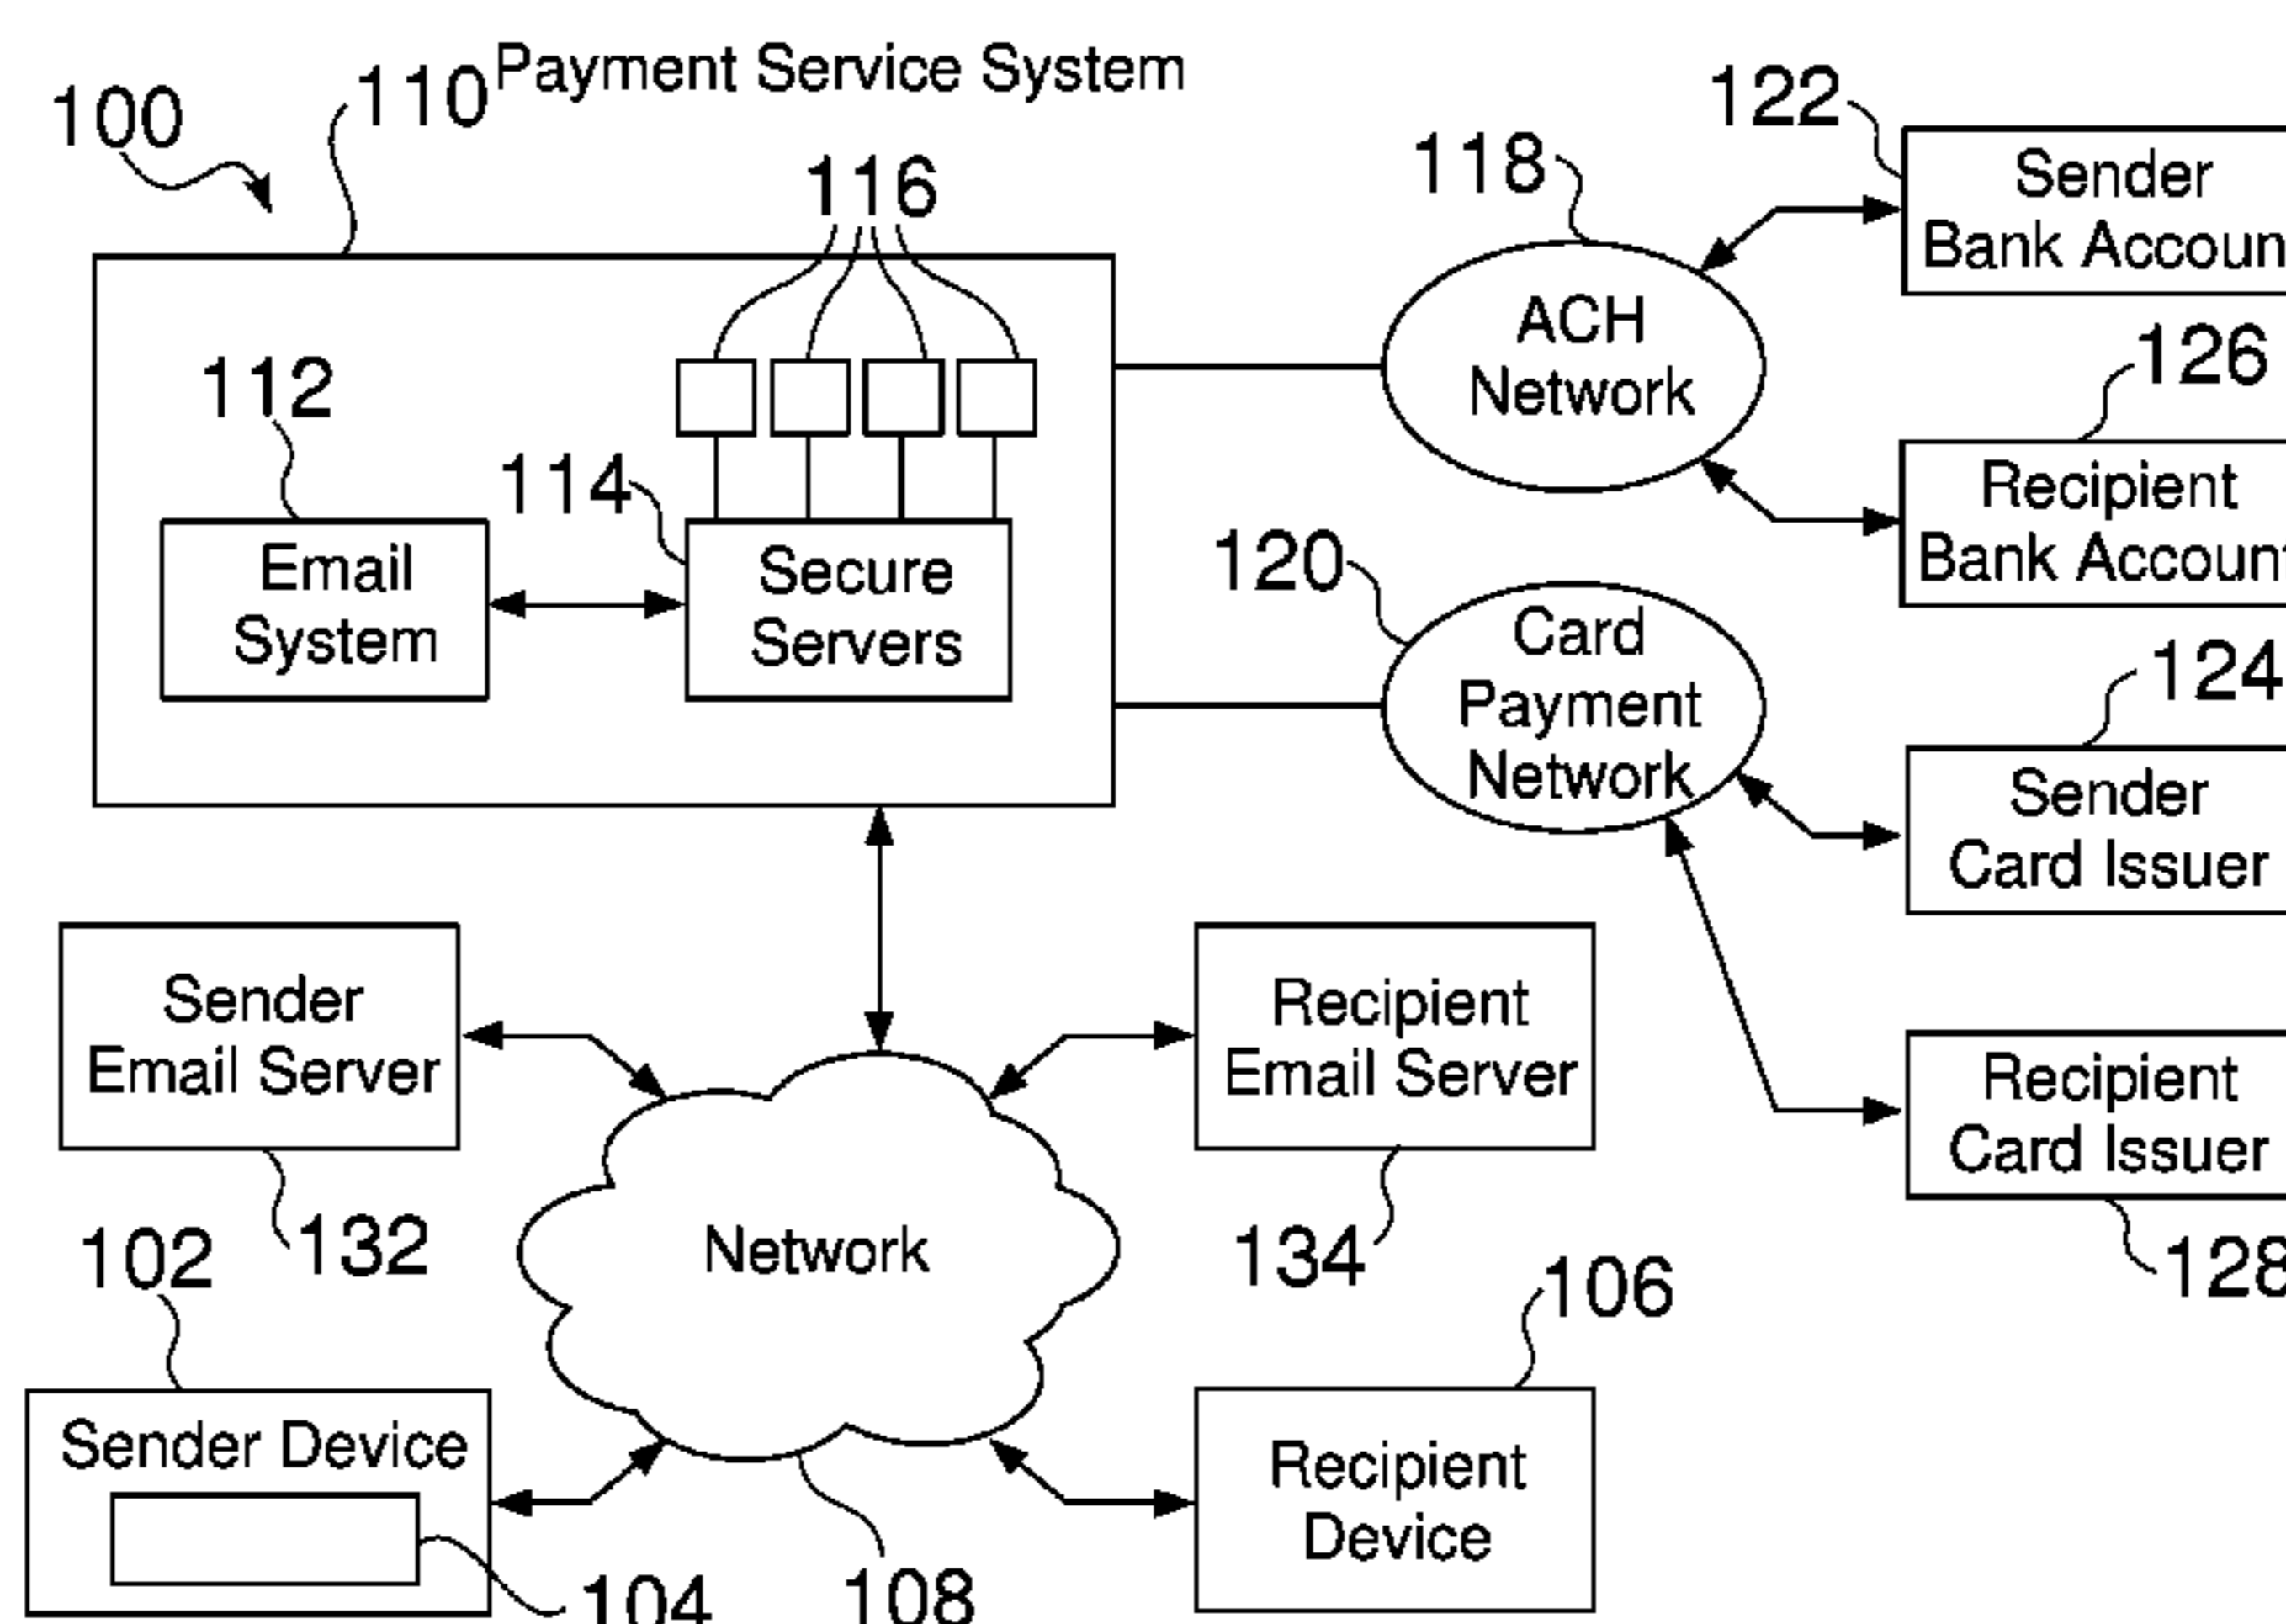 100
110
Payment Service System
116
112
114
Email
System
Secure
Servers
118
ACH
Network
120
Card
Payment
Network
122
Sender
Bank Accoun
126
Recipient
Bank Account
124
Sender
Card Issuer
Recipient
Card Issuer
128
Sender
Email Server
132
Recipient
Email Server
134
Network
108
102
Sender Device
104
106
Recipient
Device